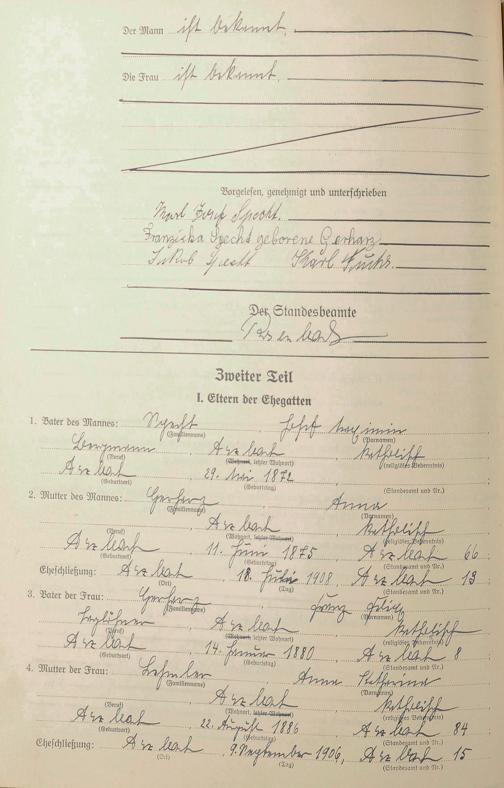 Der Mann ist bekannt.
Die Frau ist bekannt.
Vorgelesen, genehmigt und unterschrieben
Karl Josef Specht.
Franziska Specht geborene Gerharz
Jakob Specht Karl
Der Standesbeamte
Zweiter Teil
I. Eltern der Ehegatten
1. Vater des Mannes: Specht Josef Maximin
(Familienname) (Vornamen)
Bergmann, Arzbach, katholisch
(Beruf) (Wohnort, letzter Wohnort) (religiöses Bekenntnis)
Arzbach 29. Mai 1872
(Geburtsort) (Geburtstag) (Standesamt und Nr.)
2. Mutter des Mannes: Gerharz Anna
(Familienname) (Vornamen)
Arzbach katholisch
(Beruf) (Wohnort, letzter Wohnort) (religiöses Bekenntnis)
Arzbach, 11. Juni 1875, Arzbach 66
(Geburtsort) (Geburtstag) (Standesamt und Nr.)
Eheschließung: Arzbach, 18. 1908, Arzbach 13
(Ort) (Tag) (Standesamt und Nr.)
3. Vater der Frau: Gerharz Franz
(Familienname) (Vornamen)
Taglöhner, Arzbach katholisch
(Beruf) (Wohnort, letzter Wohnort) (religiöses Bekenntnis)
Arzbach, 14. Januar 1880, Arzbach 8
(Geburtsort) (Geburtstag) (Standesamt und Nr.)
4. Mutter der Frau: Anna Katharina
(Familienname) (Vornamen)
Arzbach katholisch
(Beruf) (Wohnort, letzter Wohnort) (religiöses Bekenntnis)
Arzbach, 22. August 1886, Arzbach 84
(Geburtsort) (Geburtstag) (Standesamt und Nr.)
Eheschließung: Arzbach 9. September 1906, Arzbach 15
(Ort) (Tag) (Standesamt und Nr.)